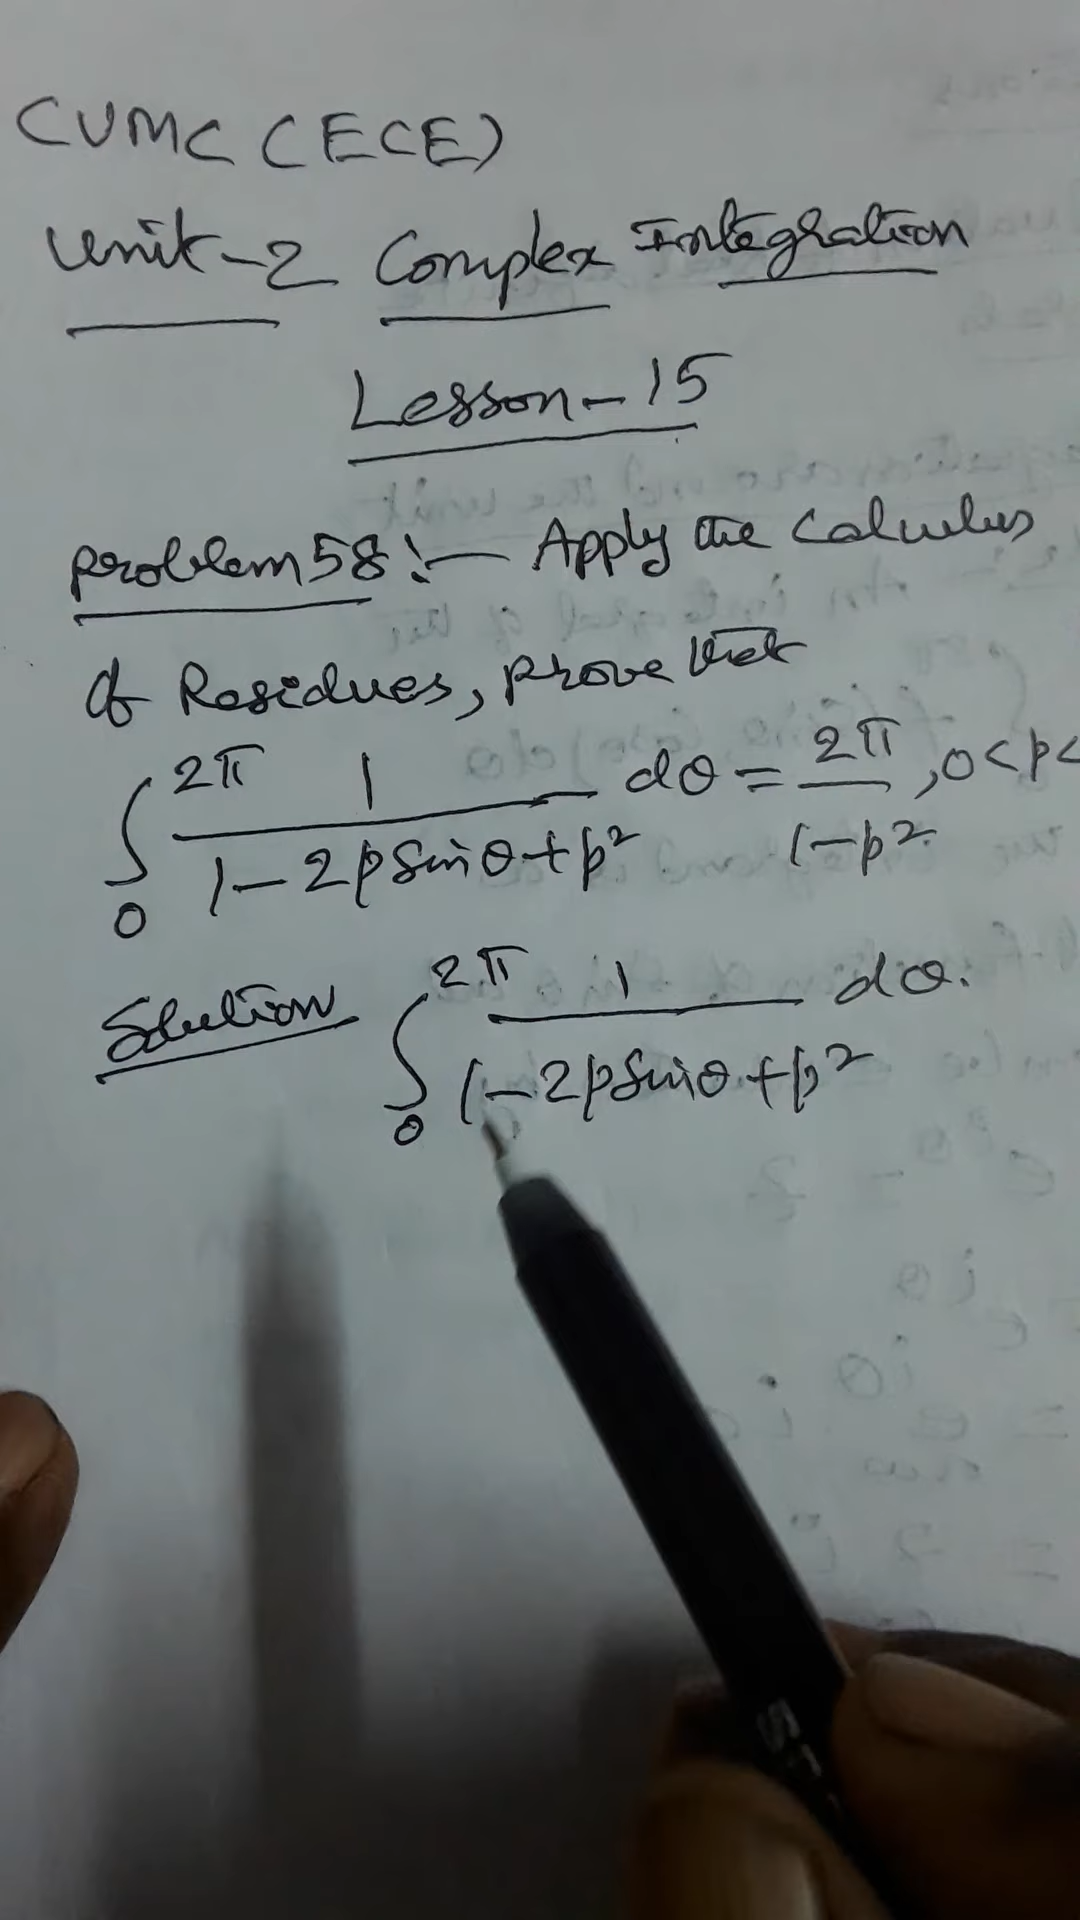 CVMC (ECE)
Unit-2 Complex Integration
Lesson-15
Problem 58:- Apply the Calculus
of Residues, prove that
∫₀^2π 1/(1-2p sinθ+p²) dθ = 2π/(1-p²), 0<p<
Solution ∫₀^2π 1/(1-2p sinθ+p²) dθ.